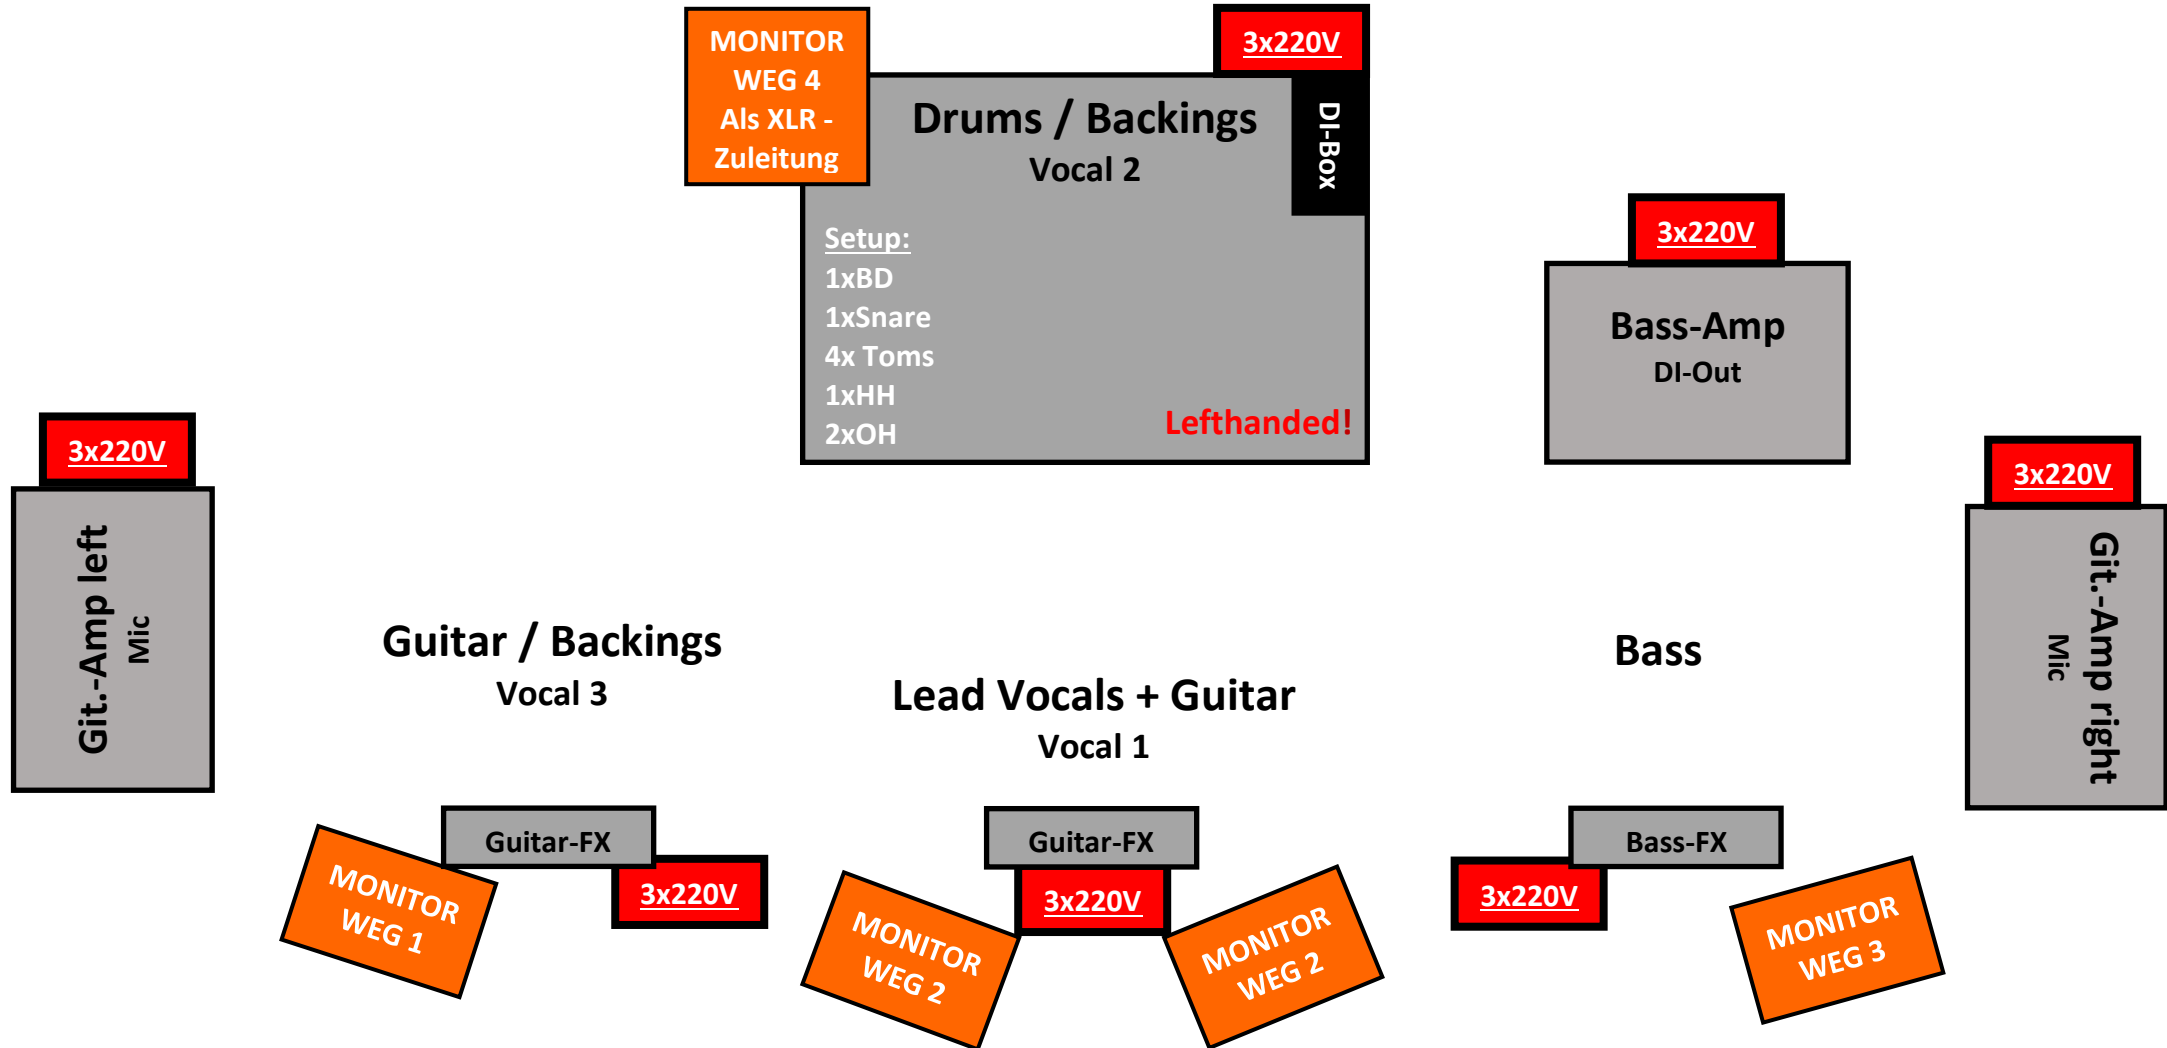 MONITOR
WEG 4
Als XLR -
Zuleitung
3x220V
Drums / Backings
Vocal 2
DI-Box
Setup:
1xBD
1xSnare
4x Toms
1xHH
2xOH
Lefthanded!
3x220V
Bass-Amp
DI-Out
3x220V
Git.-Amp left
Mic
3x220V
Git.-Amp right
Mic
Guitar / Backings
Vocal 3
Lead Vocals + Guitar
Vocal 1
Bass
Guitar-FX
3x220V
MONITOR
WEG 1
Guitar-FX
3x220V
MONITOR
WEG 2
MONITOR
WEG 2
Bass-FX
3x220V
MONITOR
WEG 3